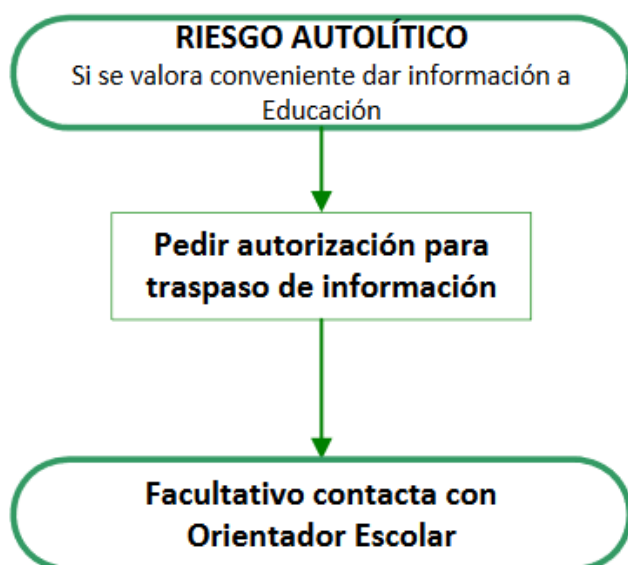 RIESGO AUTOLÍTICO
Si se valora conveniente dar información a
Educación
Pedir autorización para
traspaso de información
Facultativo contacta con
Orientador Escolar